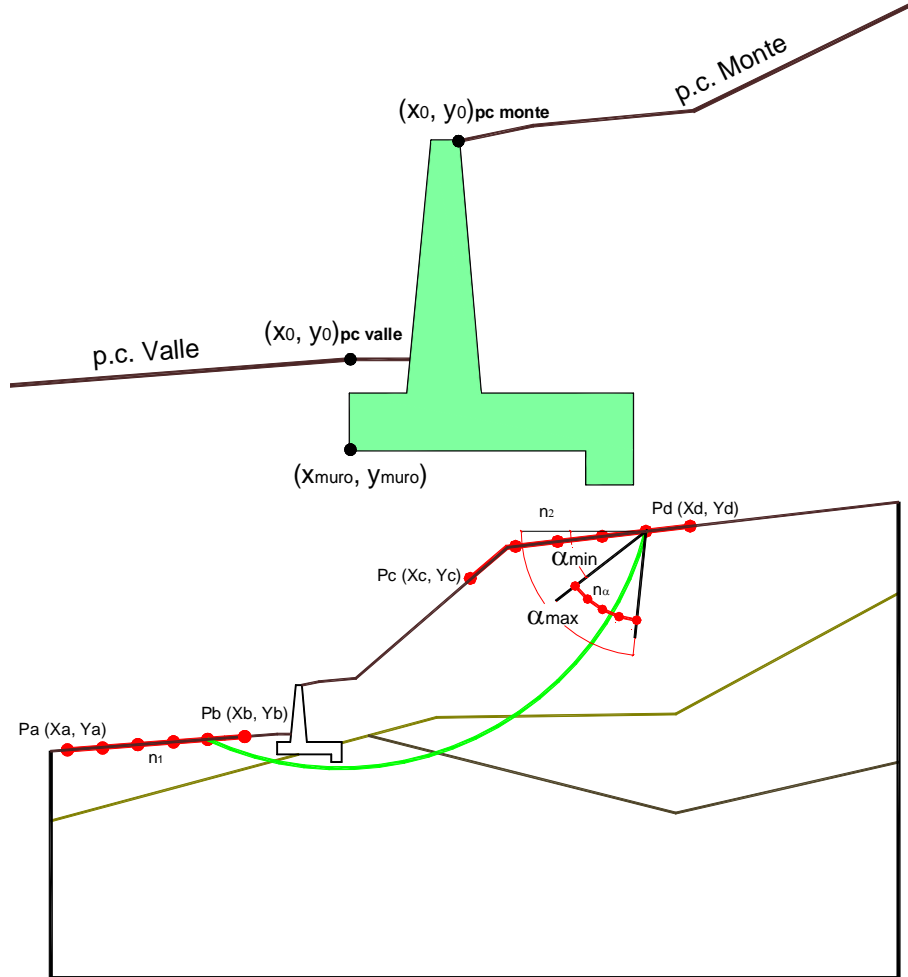 p.c. Monte
(x0, y0)pc monte
(x0, y0)pc valle
p.c. Valle
(xmuro, ymuro)
n2
Pd (Xd, Yd)
αmin
Pc (Xc, Yc)
nα
αmax
Pb (Xb, Yb)
Pa (Xa, Ya)
n1